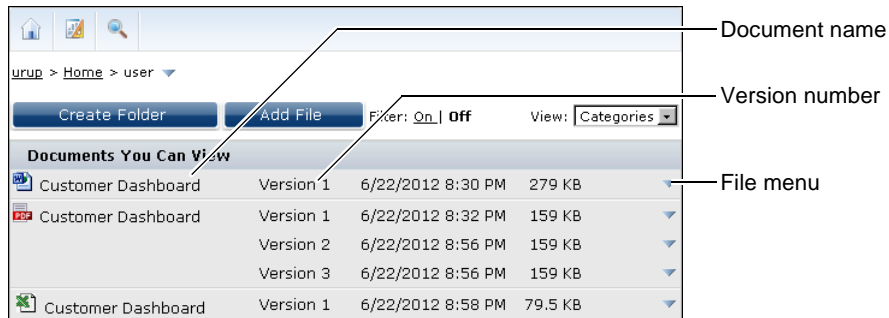 Document name
urup > Home > user
Version number
Create Folder Add File Filter: On | Off View: Categories
Documents You Can View
File menu
Customer Dashboard Version 1 6/22/2012 8:30 PM 279 KB
PDF Customer Dashboard Version 1 6/22/2012 8:32 PM 159 KB
Version 2 6/22/2012 8:56 PM 159 KB
Version 3 6/22/2012 8:56 PM 159 KB
Customer Dashboard Version 1 6/22/2012 8:58 PM 79.5 KB